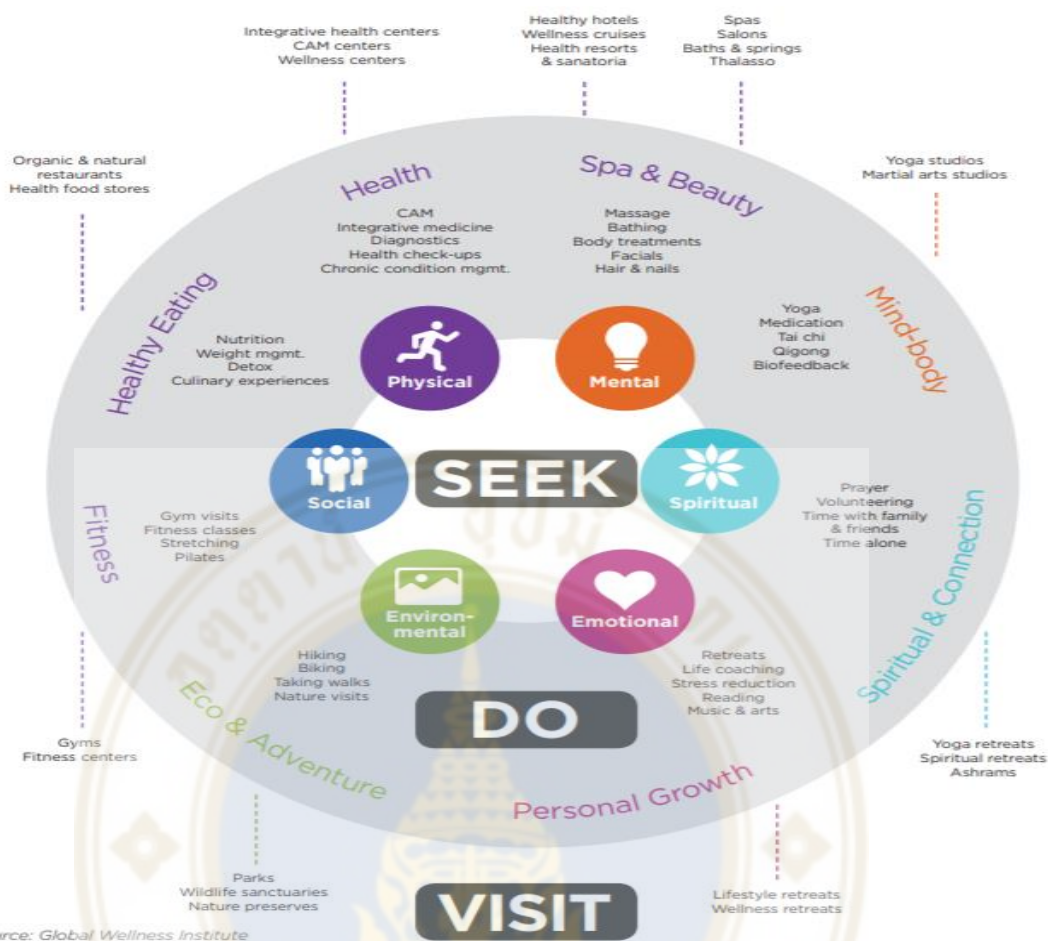 Healthy hotels
Wellness cruises
Health resorts
& sanatoria
Spas
Salons
Baths & springs
Thalasso
Integrative health centers
CAM centers
Wellness centers
Organic & natural
restaurants
Health food stores
Yoga studios
Martial arts studios
Health
Spa & Beauty
CAM
Integrative medicine
Diagnostics
Health check-ups
Chronic condition mgmt.
Massage
Bathing
Body treatments
Facials
Hair & nails
Healthy Eating
Nutrition
Weight mgmt.
Detox
Culinary experiences
Physical
Mental
Yoga
Medication
Tai chi
Qigong
Biofeedback
Mind-body
Social
SEEK
Spiritual
Fitness
Gym visits
Fitness classes
Stretching
Pilates
Prayer
Volunteering
Time with family
& friends
Time alone
Spiritual & Connection
Environ-
mental
Emotional
Hiking
Biking
Taking walks
Nature visits
Retreats
Life coaching
Stress reduction
Reading
Music & arts
Eco & Adventure
DO
Personal Growth
Gyms
Fitness centers
Yoga retreats
Spiritual retreats
Ashrams
Parks
Wildlife sanctuaries
Nature preserves
VISIT
Lifestyle retreats
Wellness retreats
urce: Global Wellness Institute